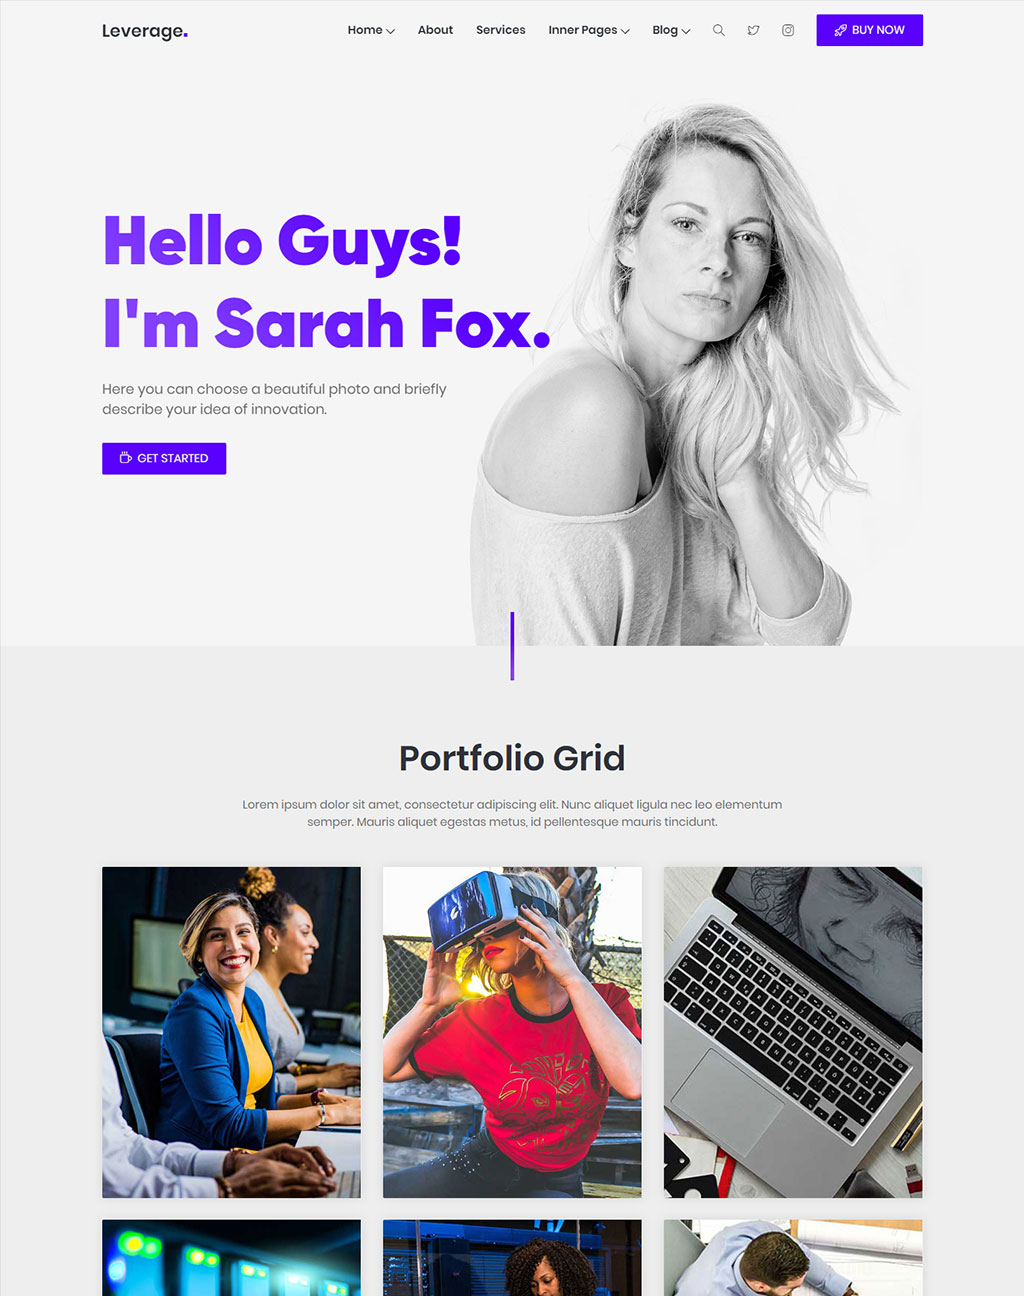 Leverage.
Home
About
Services
Inner Pages
Blog
BUY NOW
Hello Guys!
I'm Sarah Fox.
Here you can choose a beautiful photo and briefly
describe your idea of innovation.
GET STARTED
Portfolio Grid
Lorem ipsum dolor sit amet, consectetur adipiscing elit. Nunc aliquet ligula nec leo elementum
semper. Mauris aliquet egestas metus, id pellentesque mauris tincidunt.